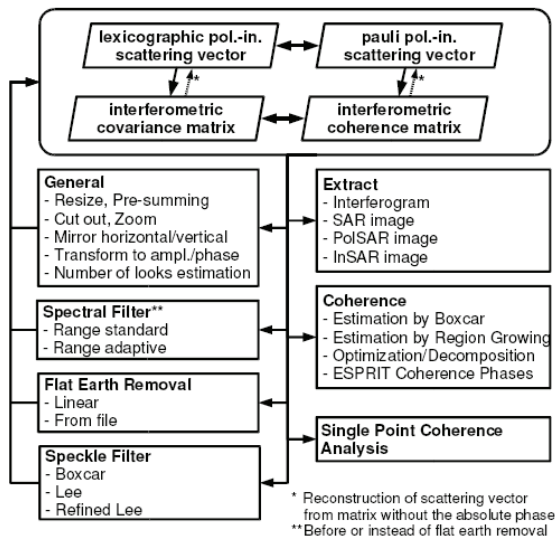 lexicographic pol.-in.
scattering vector
pauli pol.-in.
scattering vector
*
*
interferometric
covariance matrix
interferometric
coherence matrix
General
- Resize, Pre-summing
- Cut out, Zoom
- Mirror horizontal/vertical
- Transform to ampl./phase
- Number of looks estimation
Spectral Filter**
- Range standard
- Range adaptive
Flat Earth Removal
- Linear
- From file
Speckle Filter
- Boxcar
- Lee
- Refined Lee
Extract
- Interferogram
- SAR image
- PolSAR image
- InSAR image
Coherence
- Estimation by Boxcar
- Estimation by Region Growing
- Optimization/Decomposition
- ESPRIT Coherence Phases
Single Point Coherence
Analysis
* Reconstruction of scattering vector
from matrix without the absolute phase
**Before or instead of flat earth removal